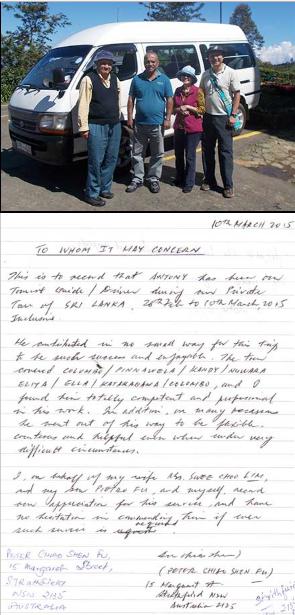 10TH MARCH 2015
TO WHOM IT MAY CONCERN
This is to record that ANTONY has been our
Tourist Guide / Driver during our Private
Tour of SRI LANKA, 28th Feb to 10th March, 2015
Inclusive.
He contributed in no small way for this trip
to be such success and enjoyable. The tour
covered COLOMBO / PINNAWELA / KANDY / NUWARA
ELIYA / ELLA / KATARAGAMA / COLOMBO, and I
found him totally competent and professional
in his work. In addition, on many occasions
he went out of his way to be flexible,
courteous and helpful even when under very
difficult circumstances.
I, on behalf of my wife Mrs. SWEE CHOO LIM,
and my son PIETRO FU, and myself, record
our appreciation for his service, and have
no hesitation in commending him if ever
such service is required
PETER CHIAO SHEN FU,
15 Margaret Street,
STRATHFIELD
NSW 2135
AUSTRALIA
(PETER CHIAO SHEN FU)
15 Margaret St
Strathfield NSW
Australia 2135